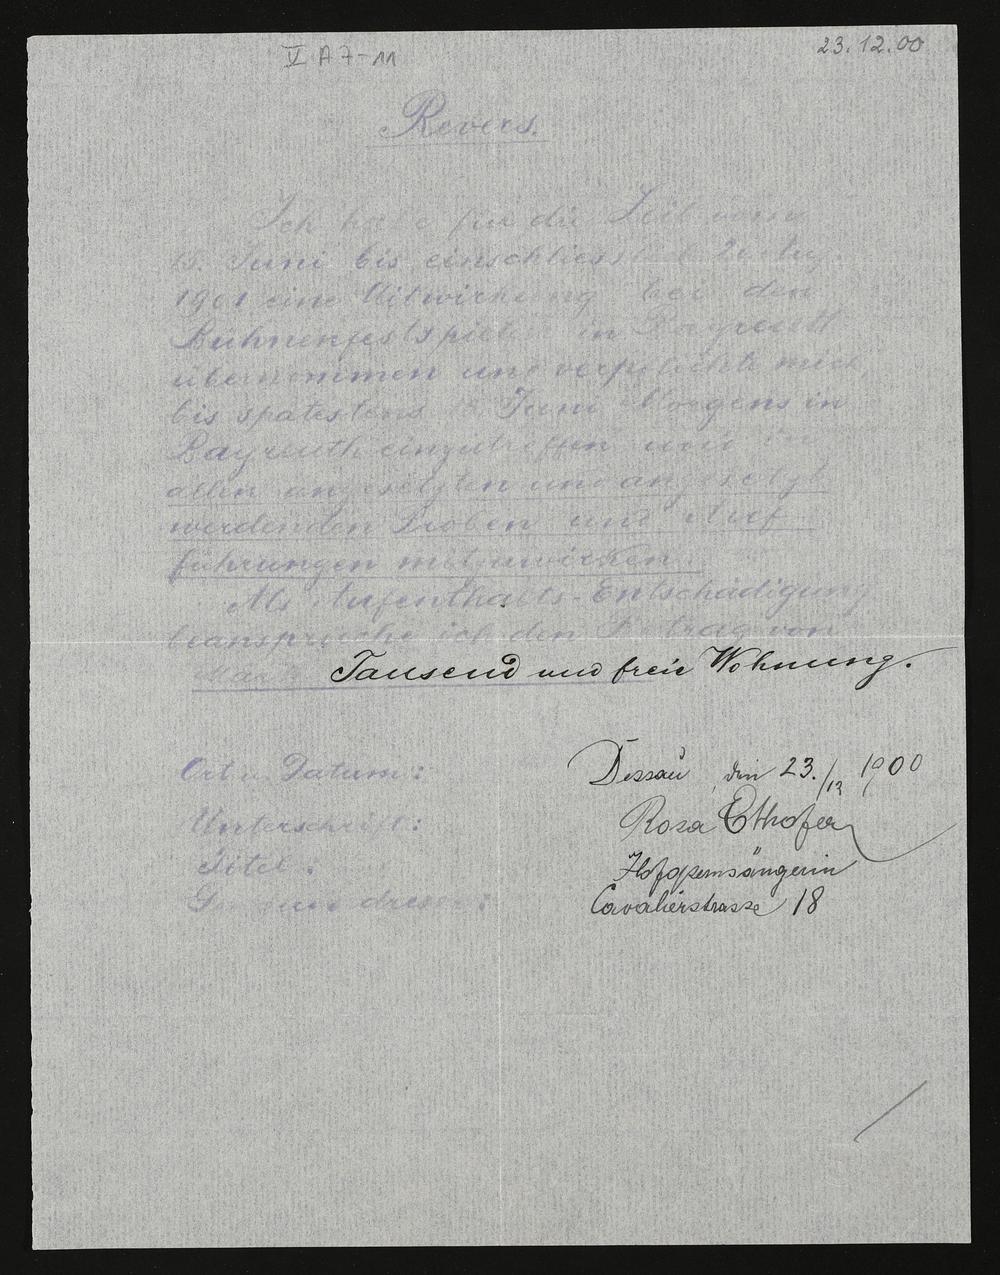 V A 7-11
23.12.00
Revers.
Ich habe für die Zeit vom
15. Juni bis einschliesslich 20. Aug.
1901 eine Mitwirkung bei den
Bühnenfestspielen in Bayreuth
übernommen und verpflichte mich,
bis spätestens 15. Juni Morgens in
Bayreuth einzutreffen und in
allen angesetzten und angesetzt
werdenden Proben und Auf-
führungen mitzuwirken.
Als Aufenthalts-Entschädigung
beanspruche ich den Betrag von
Mark Tausend und freie Wohnung.
Ort u. Datum: Dessau, den 23./12 1900
Unterschrift: Rosa Ethofer
Titel: Hofopernsängerin
Cavalierstrasse 18